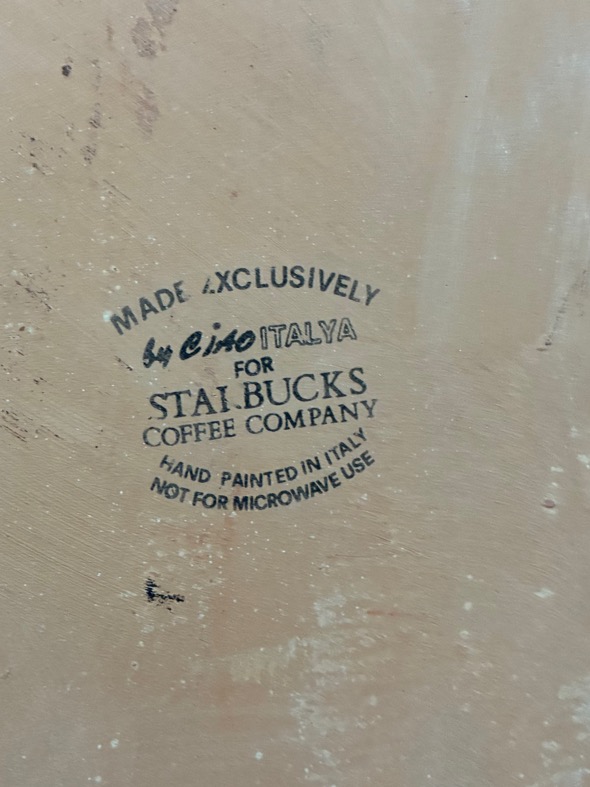 MADE EXCLUSIVELY
by Ciao ITALYA
FOR
STARBUCKS
COFFEE COMPANY
HAND PAINTED IN ITALY
NOT FOR MICROWAVE USE